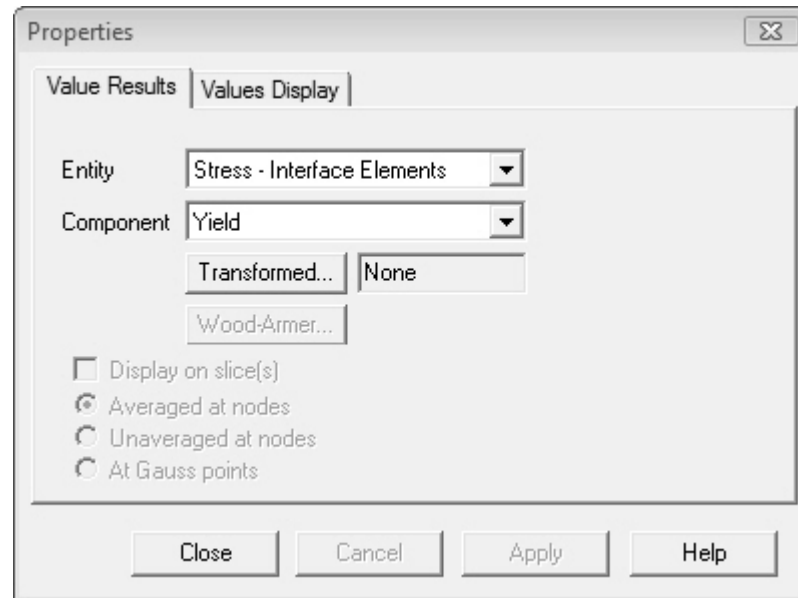 Properties
Value Results Values Display
Entity Stress - Interface Elements
Component Yield
Transformed... None
Wood-Armer...
Display on slice(s)
Averaged at nodes
Unaveraged at nodes
At Gauss points
Close Cancel Apply Help